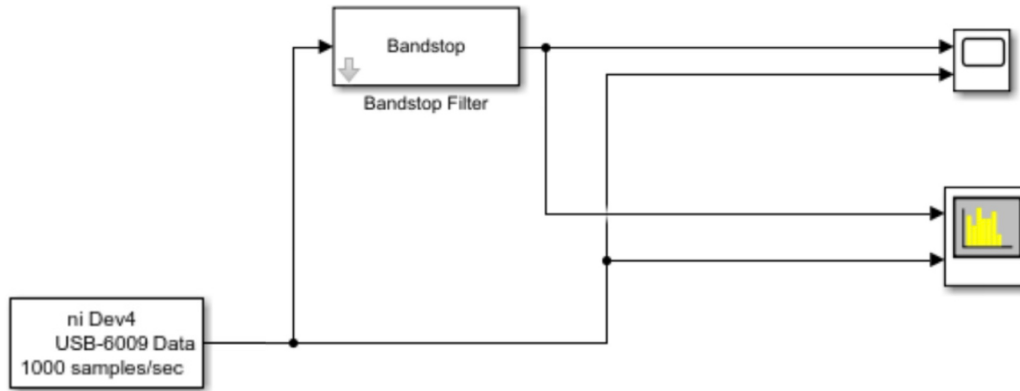 Bandstop
Bandstop Filter
ni Dev4
USB-6009 Data
1000 samples/sec